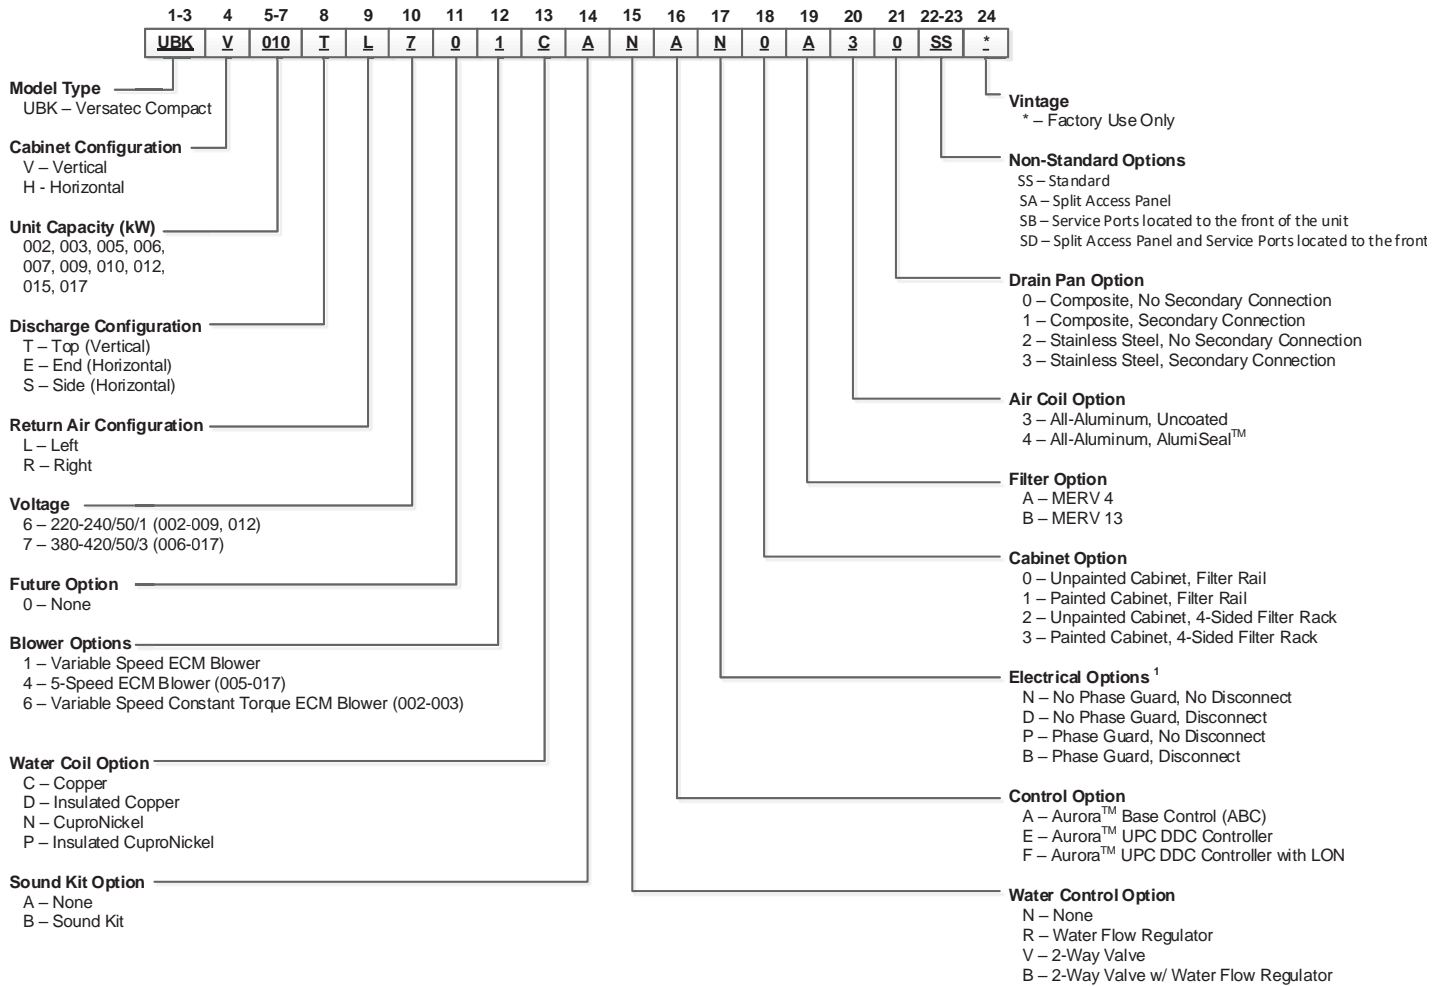 1-3 4 5-7 8 9 10 11 12 13 14 15 16 17 18 19 20 21 22-23 24
UBK V 010 T L 7 0 1 C A N A N 0 A 3 0 SS *
Model Type
UBK – Versatec Compact
Cabinet Configuration
V – Vertical
H - Horizontal
Unit Capacity (kW)
002, 003, 005, 006,
007, 009, 010, 012,
015, 017
Discharge Configuration
T – Top (Vertical)
E – End (Horizontal)
S – Side (Horizontal)
Return Air Configuration
L – Left
R – Right
Voltage
6 – 220-240/50/1 (002-009, 012)
7 – 380-420/50/3 (006-017)
Future Option
0 – None
Blower Options
1 – Variable Speed ECM Blower
4 – 5-Speed ECM Blower (005-017)
6 – Variable Speed Constant Torque ECM Blower (002-003)
Water Coil Option
C – Copper
D – Insulated Copper
N – CuproNickel
P – Insulated CuproNickel
Sound Kit Option
A – None
B – Sound Kit
Vintage
* – Factory Use Only
Non-Standard Options
SS – Standard
SA – Split Access Panel
SB – Service Ports located to the front of the unit
SD – Split Access Panel and Service Ports located to the front
Drain Pan Option
0 – Composite, No Secondary Connection
1 – Composite, Secondary Connection
2 – Stainless Steel, No Secondary Connection
3 – Stainless Steel, Secondary Connection
Air Coil Option
3 – All-Aluminum, Uncoated
4 – All-Aluminum, AlumiSeal™
Filter Option
A – MERV 4
B – MERV 13
Cabinet Option
0 – Unpainted Cabinet, Filter Rail
1 – Painted Cabinet, Filter Rail
2 – Unpainted Cabinet, 4-Sided Filter Rack
3 – Painted Cabinet, 4-Sided Filter Rack
Electrical Options ¹
N – No Phase Guard, No Disconnect
D – No Phase Guard, Disconnect
P – Phase Guard, No Disconnect
B – Phase Guard, Disconnect
Control Option
A – Aurora™ Base Control (ABC)
E – Aurora™ UPC DDC Controller
F – Aurora™ UPC DDC Controller with LON
Water Control Option
N – None
R – Water Flow Regulator
V – 2-Way Valve
B – 2-Way Valve w/ Water Flow Regulator